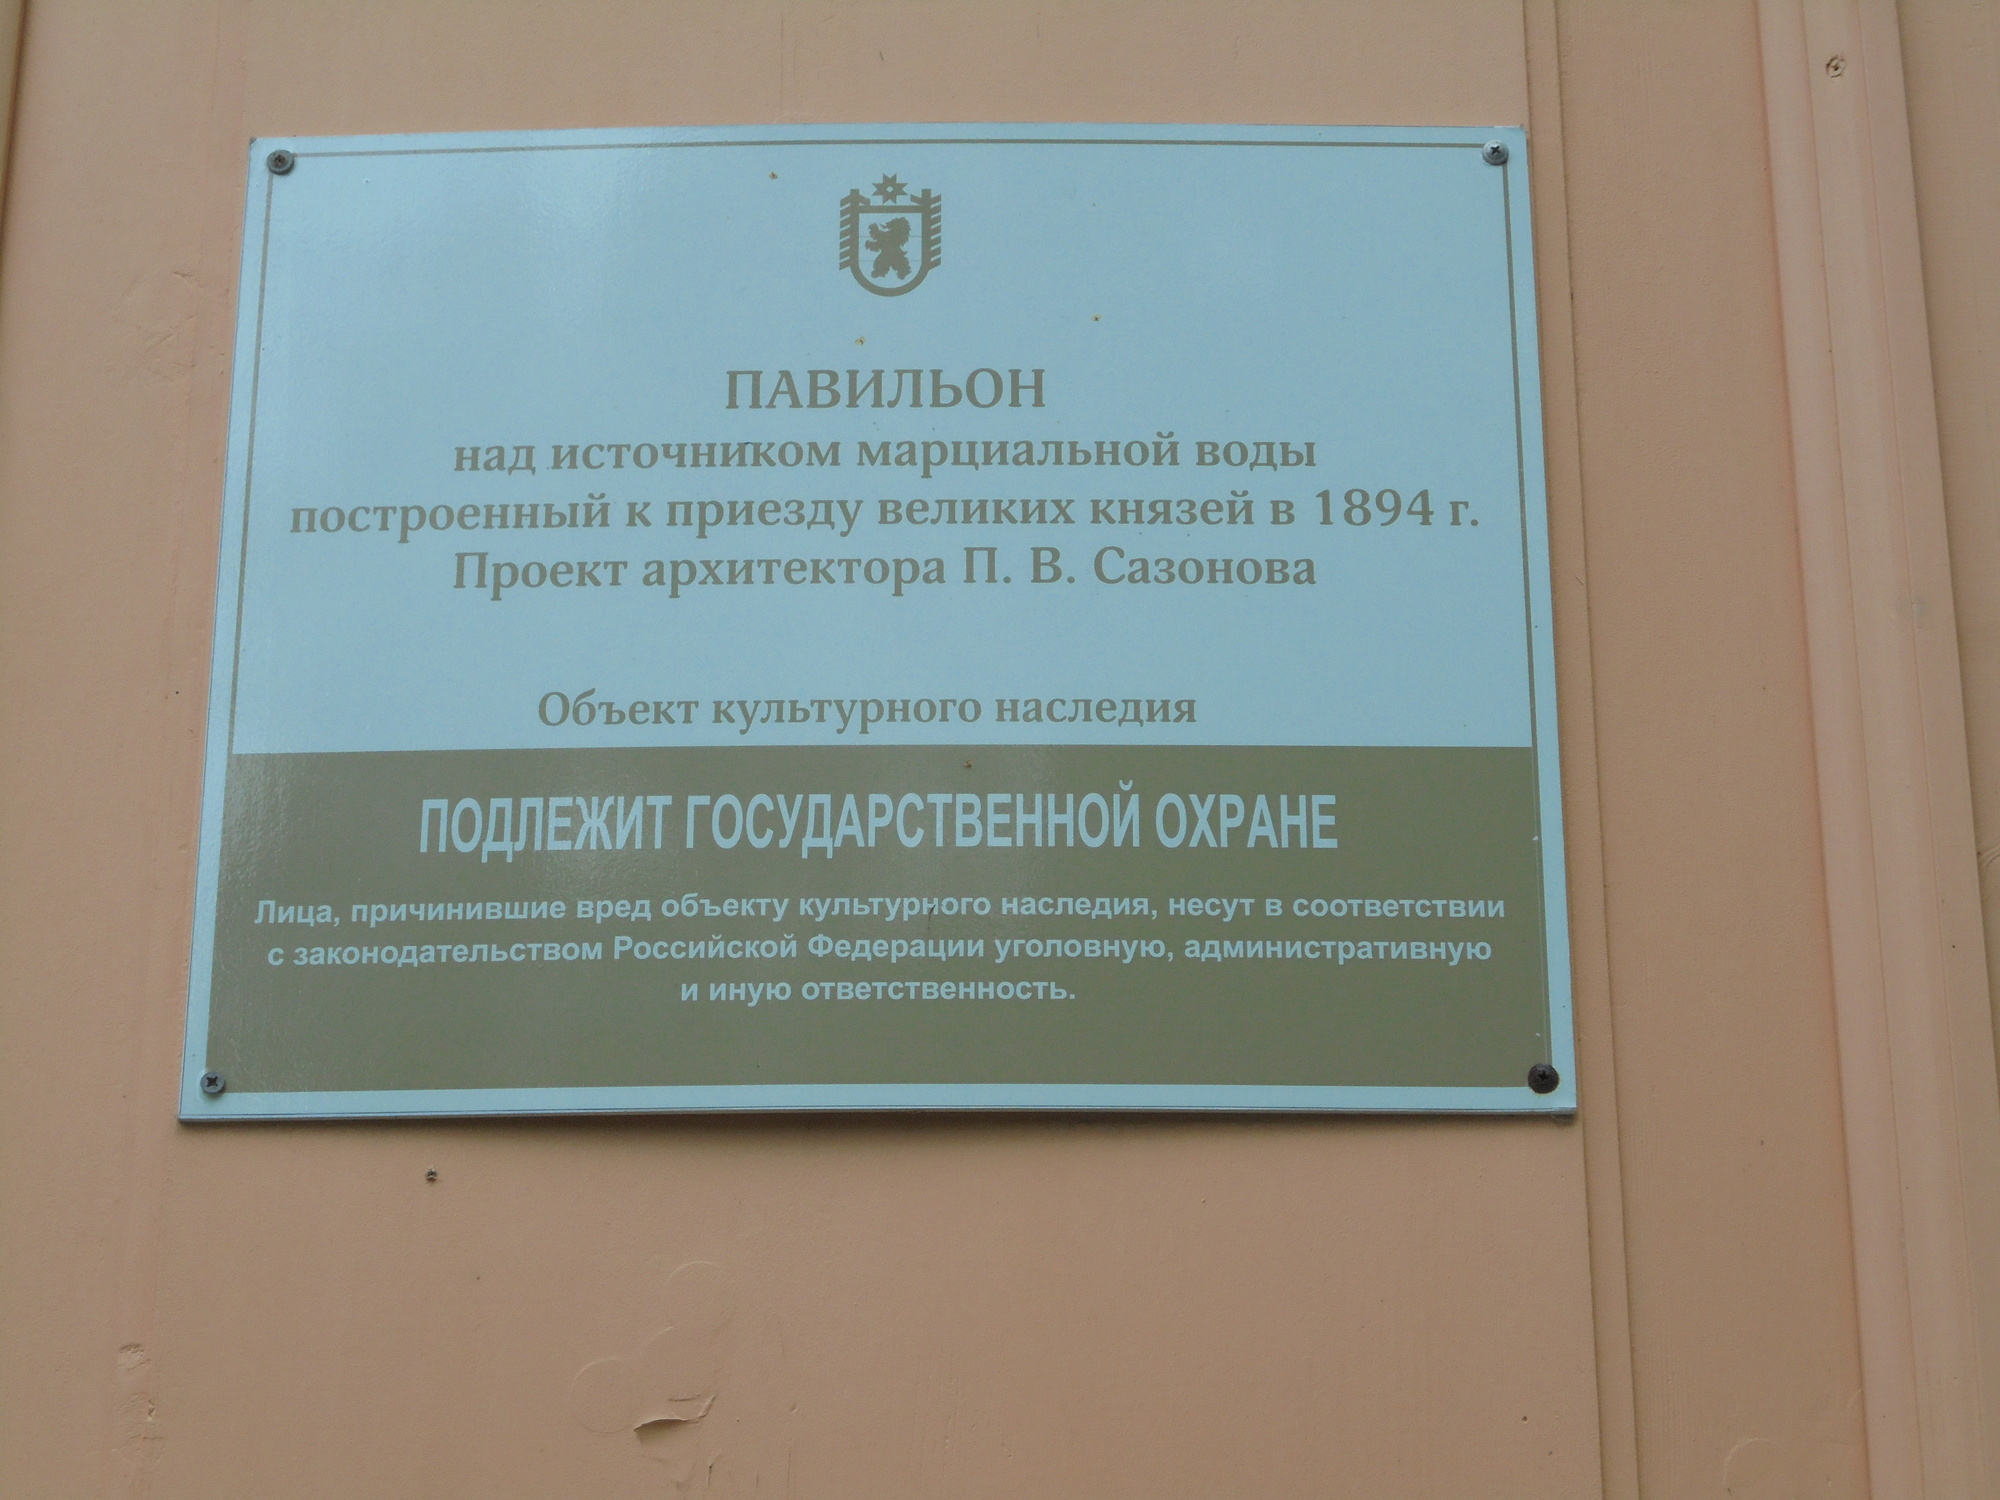 ПАВИЛЬОН
над источником марциальной воды
построенный к приезду великих князей в 1894 г.
Проект архитектора П. В. Сазонова
Объект культурного наследия
ПОДЛЕЖИТ ГОСУДАРСТВЕННОЙ ОХРАНЕ
Лица, причинившие вред объекту культурного наследия, несут в соответствии
с законодательством Российской Федерации уголовную, административную
и иную ответственность.